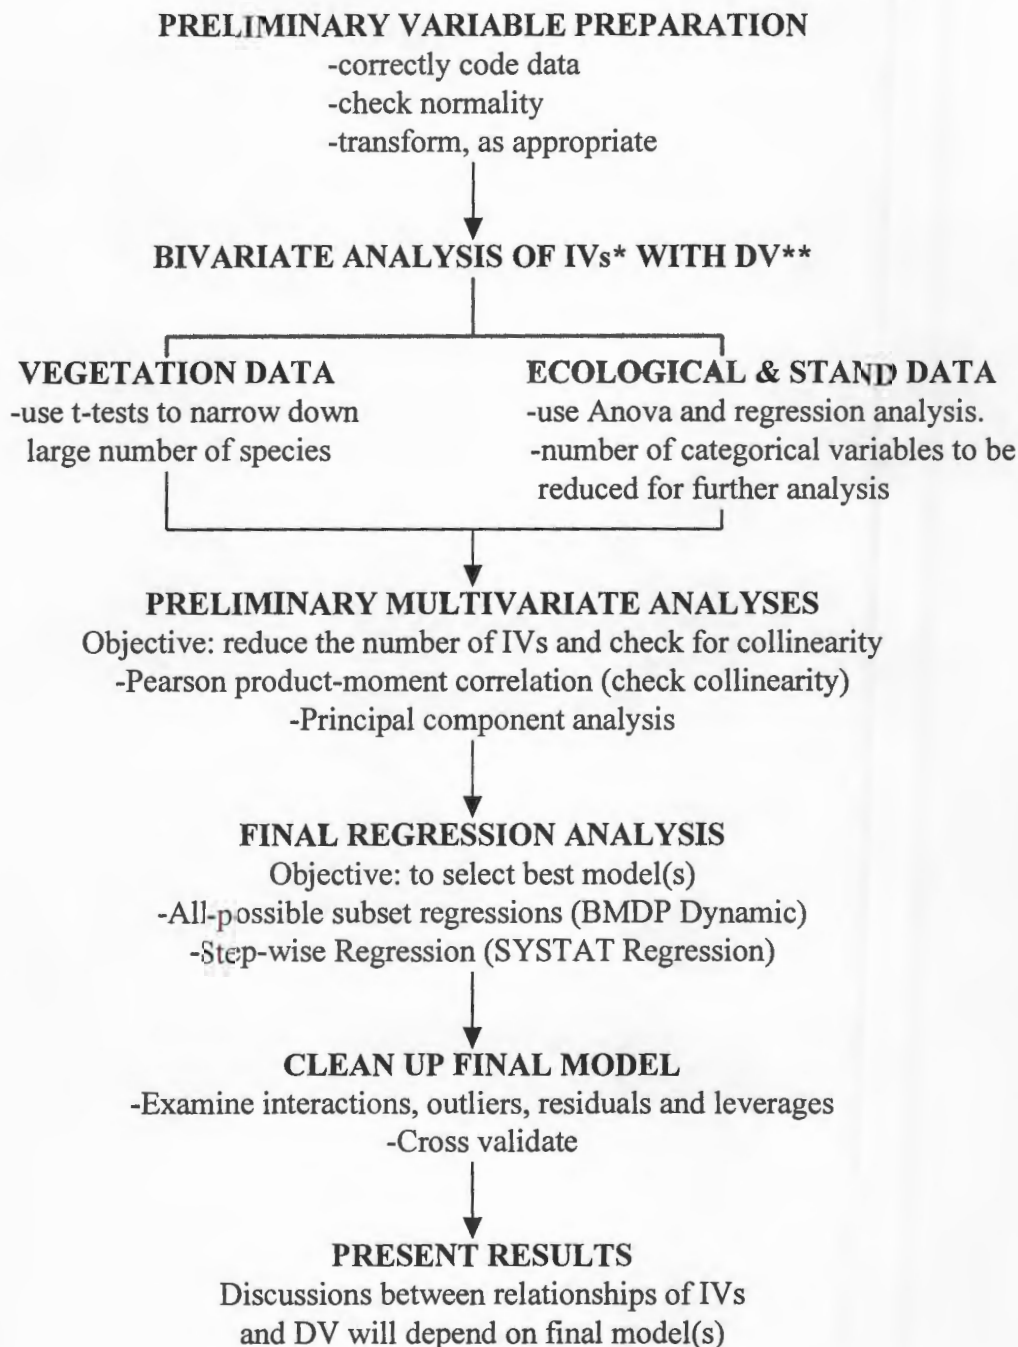 PRELIMINARY VARIABLE PREPARATION
-correctly code data
-check normality
-transform, as appropriate
BIVARIATE ANALYSIS OF IVs* WITH DV**
VEGETATION DATA
-use t-tests to narrow down
large number of species
ECOLOGICAL & STAND DATA
-use Anova and regression analysis.
-number of categorical variables to be
reduced for further analysis
PRELIMINARY MULTIVARIATE ANALYSES
Objective: reduce the number of IVs and check for collinearity
-Pearson product-moment correlation (check collinearity)
-Principal component analysis
FINAL REGRESSION ANALYSIS
Objective: to select best model(s)
-All-possible subset regressions (BMDP Dynamic)
-Step-wise Regression (SYSTAT Regression)
CLEAN UP FINAL MODEL
-Examine interactions, outliers, residuals and leverages
-Cross validate
PRESENT RESULTS
Discussions between relationships of IVs
and DV will depend on final model(s)